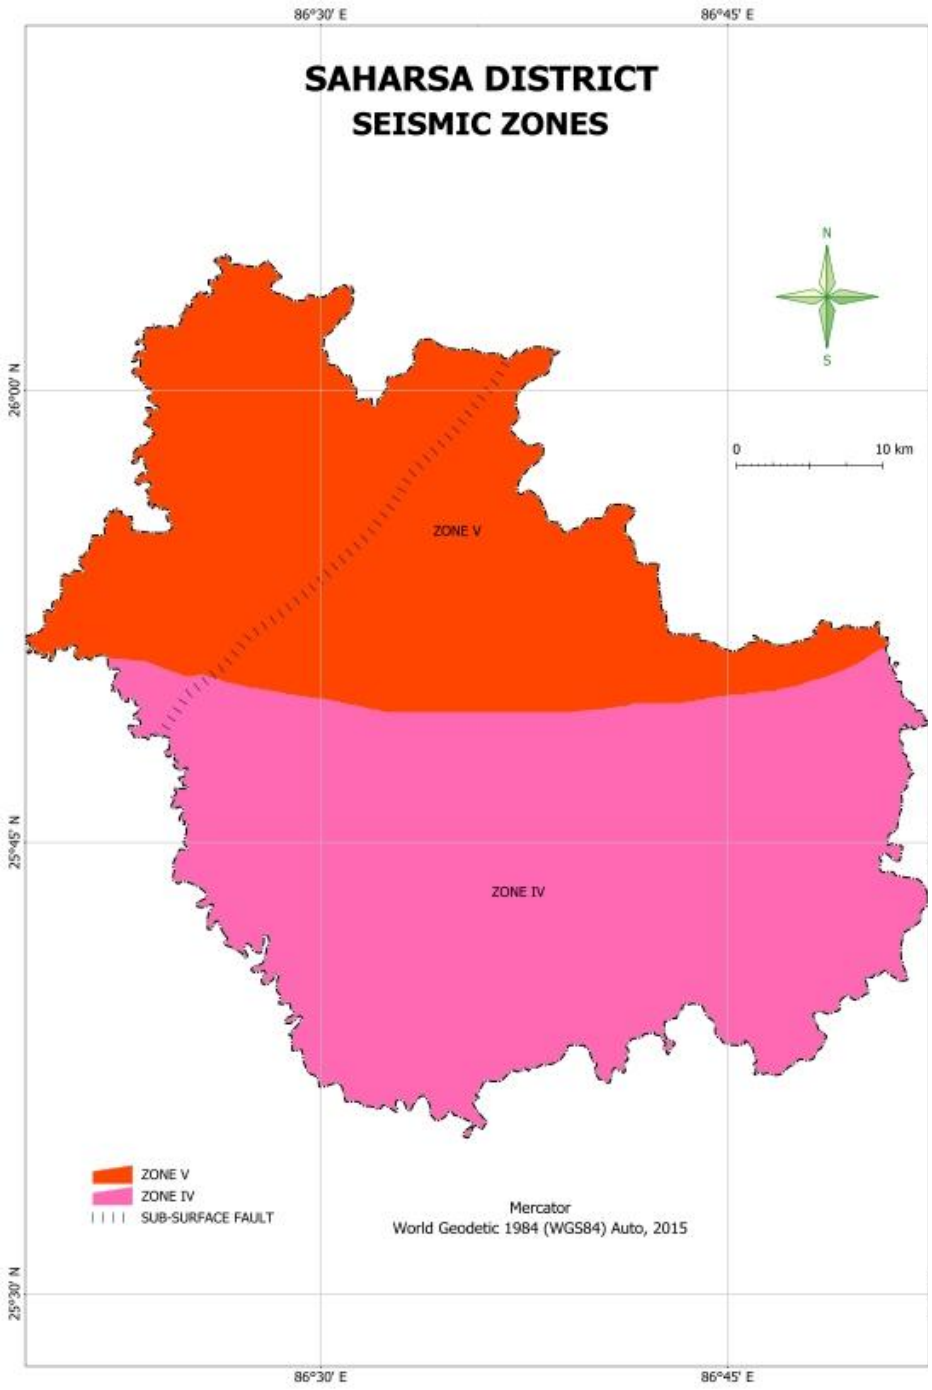 86°30' E
86°45' E
SAHARSA DISTRICT
SEISMIC ZONES
N
S
26°00' N
0 10 km
ZONE V
25°45' N
ZONE IV
ZONE V
ZONE IV
SUB-SURFACE FAULT
Mercator
World Geodetic 1984 (WGS84) Auto, 2015
25°30' N
86°30' E
86°45' E